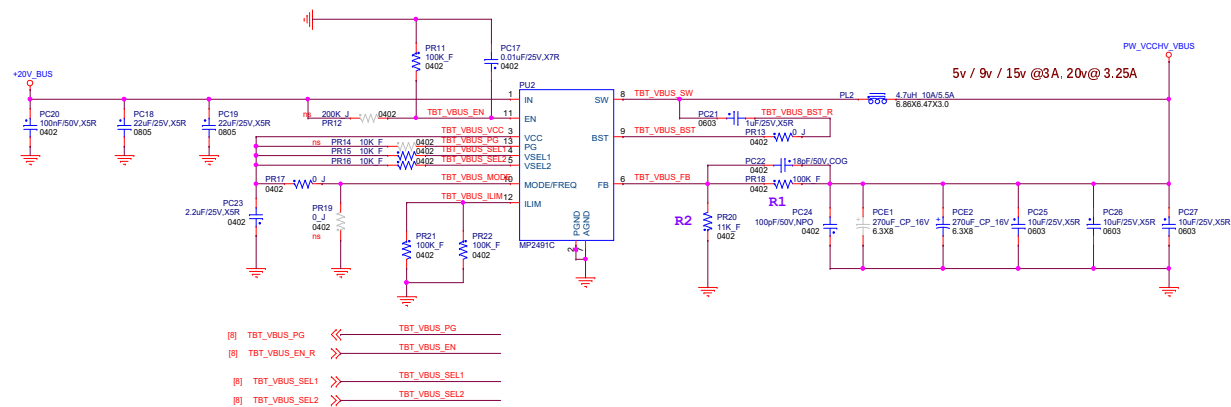 +20V_BUS
PC20
100nF/50V,X5R
0402
PC18
22uF/25V,X5R
0805
PC19
22uF/25V,X5R
0805
PR11
100K_F
0402
PC17
0.01uF/25V,X7R
0402
ns
200K_J
0402
PR12
TBT_VBUS_EN
TBT_VBUS_VCC
ns
PR14 10K_F
0402
TBT_VBUS_PG
PR15 10K_F
0402
TBT_VBUS_SEL1
PR16 10K_F
0402
TBT_VBUS_SEL2
PR17
0_J
0402
TBT_VBUS_MODE
TBT_VBUS_ILIM
PC23
2.2uF/25V,X5R
0402
PR19
0_J
0402
ns
PR21
100K_F
0402
PR22
100K_F
0402
PU2
1 IN
11 EN
3 VCC
13 PG
4 VSEL1
5 VSEL2
10 MODE/FREQ
12 ILIM
SW 8
BST 9
FB 6
PGND
AGND
2
7
MP2491C
TBT_VBUS_SW
PL2
4.7uH_10A/5.5A
6.86X6.47X3.0
PC21
0603
1uF/25V,X5R
TBT_VBUS_BST_R
TBT_VBUS_BST
PR13
0_J
0402
PC22
18pF/50V,COG
0402
TBT_VBUS_FB
PR18
100K_F
0402
R1
R2
PR20
11K_F
0402
PC24
100pF/50V,NPO
0402
PCE1
270uF_CP_16V
6.3X8
PCE2
270uF_CP_16V
6.3X8
PC25
10uF/25V,X5R
0603
PC26
10uF/25V,X5R
0603
PC27
10uF/25V,X5R
0603
PW_VCCHV_VBUS
5v / 9v / 15v @3A, 20v@ 3.25A
[8] TBT_VBUS_PG TBT_VBUS_PG
[8] TBT_VBUS_EN_R TBT_VBUS_EN
[8] TBT_VBUS_SEL1 TBT_VBUS_SEL1
[8] TBT_VBUS_SEL2 TBT_VBUS_SEL2